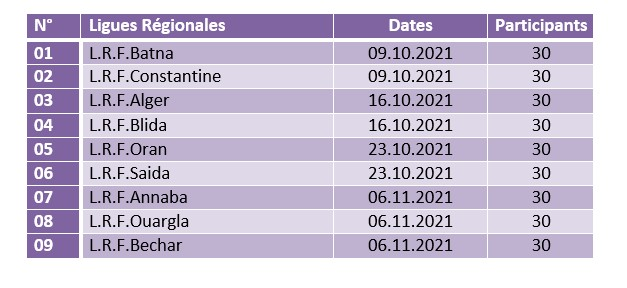 N° Ligues Régionales Dates Participants
01 L.R.F.Batna 09.10.2021 30
02 L.R.F.Constantine 09.10.2021 30
03 L.R.F.Alger 16.10.2021 30
04 L.R.F.Blida 16.10.2021 30
05 L.R.F.Oran 23.10.2021 30
06 L.R.F.Saida 23.10.2021 30
07 L.R.F.Annaba 06.11.2021 30
08 L.R.F.Ouargla 06.11.2021 30
09 L.R.F.Bechar 06.11.2021 30